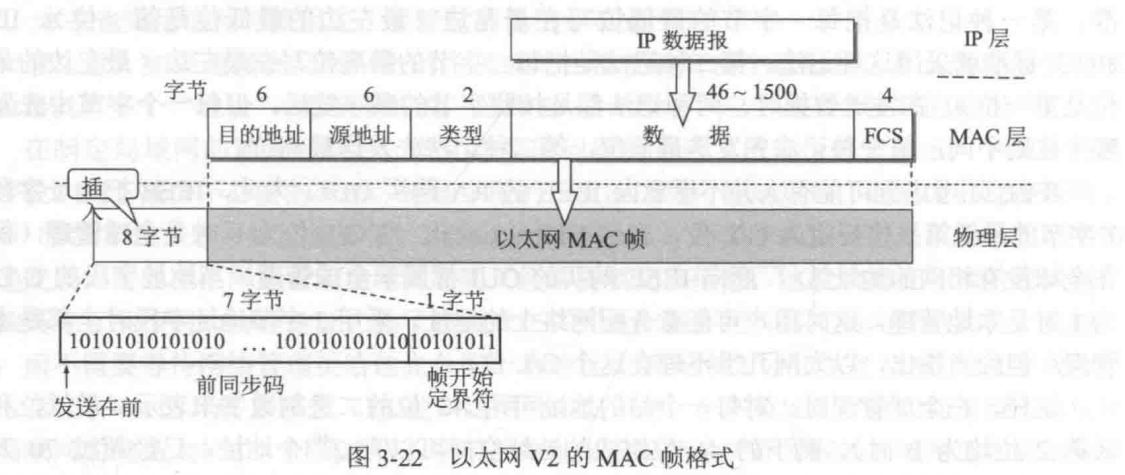 IP 数据报 IP 层
字节 6 6 2 46～1500 4
目的地址 源地址 类型 数 据 FCS MAC 层
插入
8 字节 以太网 MAC 帧 物理层
7 字节 1 字节
101010101010 … 10101010101010101011
前同步码 帧开始
定界符
发送在前
图 3-22 以太网 V2 的 MAC 帧格式